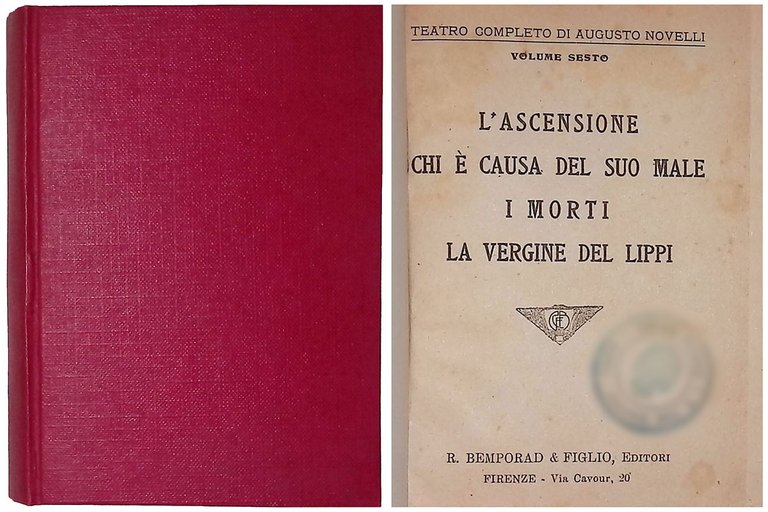 TEATRO COMPLETO DI AUGUSTO NOVELLI
VOLUME SESTO
L'ASCENSIONE
CHI È CAUSA DEL SUO MALE
I MORTI
LA VERGINE DEL LIPPI
R. BEMPORAD & FIGLIO, EDITORI
FIRENZE - Via Cavour, 20